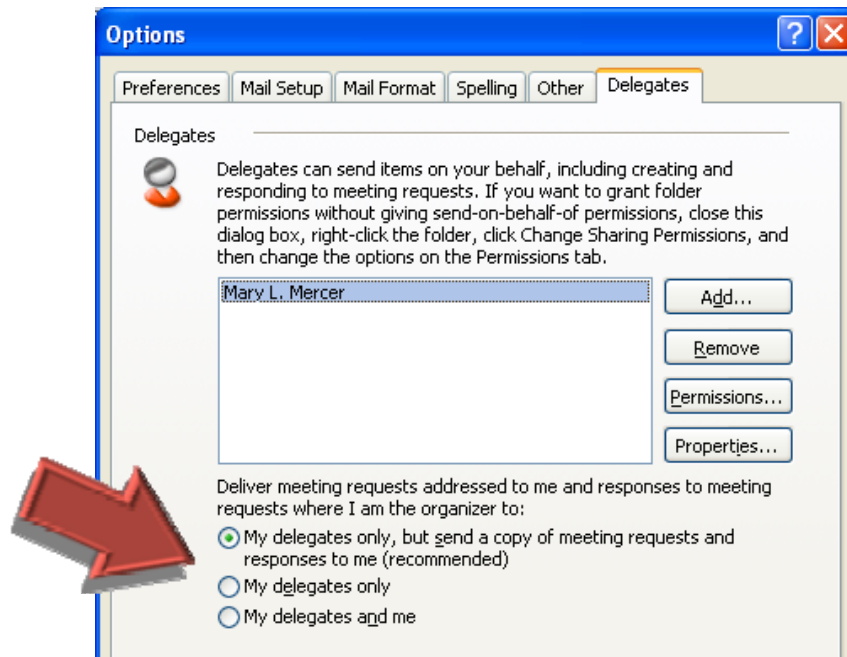 Options
Preferences Mail Setup Mail Format Spelling Other Delegates
Delegates
Delegates can send items on your behalf, including creating and
responding to meeting requests. If you want to grant folder
permissions without giving send-on-behalf-of permissions, close this
dialog box, right-click the folder, click Change Sharing Permissions, and
then change the options on the Permissions tab.
Mary L. Mercer
Add...
Remove
Permissions...
Properties...
Deliver meeting requests addressed to me and responses to meeting
requests where I am the organizer to:
My delegates only, but send a copy of meeting requests and
responses to me (recommended)
My delegates only
My delegates and me